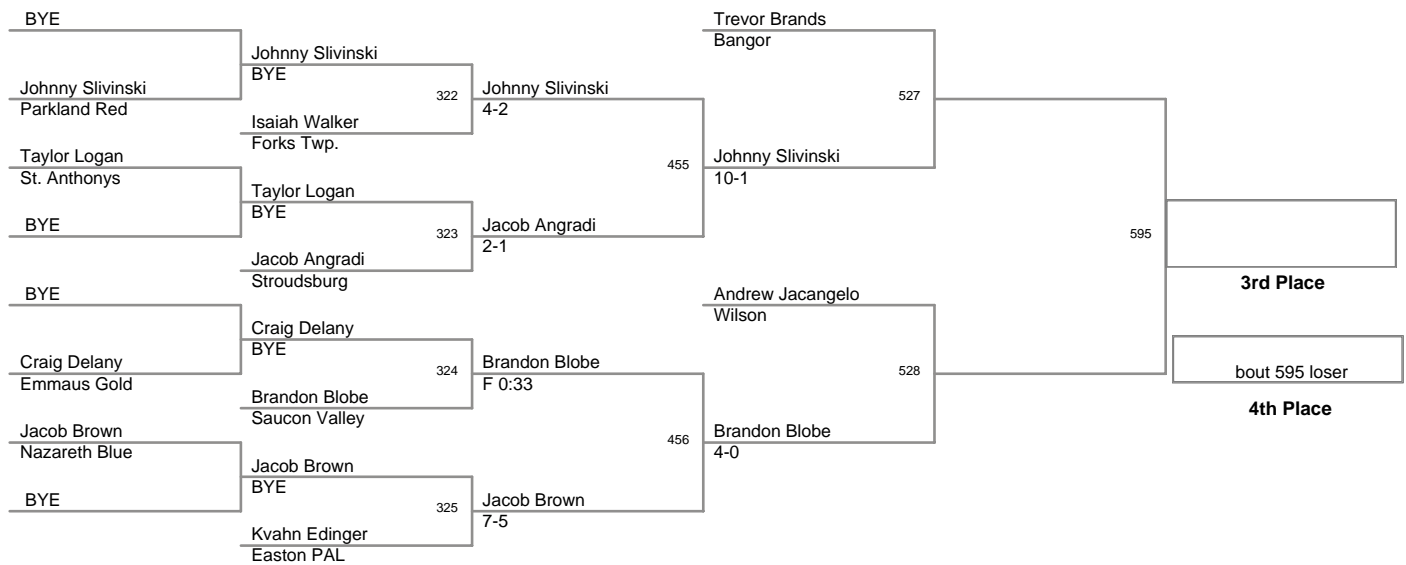 BYE
Johnny Slivinski
Parkland Red
Taylor Logan
St. Anthonys
BYE
BYE
Craig Delany
Emmaus Gold
Jacob Brown
Nazareth Blue
BYE
Johnny Slivinski
BYE
322
Isaiah Walker
Forks Twp.
Taylor Logan
BYE
323
Jacob Angradi
Stroudsburg
Craig Delany
BYE
324
Brandon Blobe
Saucon Valley
Jacob Brown
BYE
325
Kvahn Edinger
Easton PAL
Johnny Slivinski
4-2
455
Jacob Angradi
2-1
Brandon Blobe
F 0:33
456
Jacob Brown
7-5
Trevor Brands
Bangor
527
Johnny Slivinski
10-1
Andrew Jacangelo
Wilson
528
Brandon Blobe
4-0
595
3rd Place
bout 595 loser
4th Place